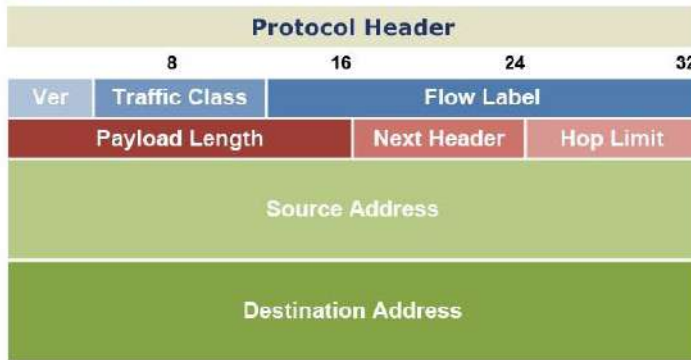 Protocol Header
8 16 24 32
Ver Traffic Class Flow Label
Payload Length Next Header Hop Limit
Source Address
Destination Address